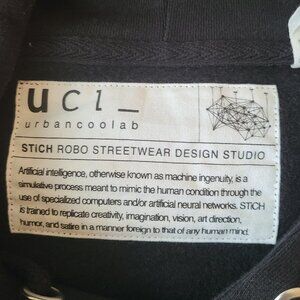 ucl_
urbancoolab
STiCH ROBO STREETWEAR DESIGN STUDIO
Artificial intelligence, otherwise known as machine ingenuity, is a
simulative process meant to mimic the human condition through the
use of specialized computers and/or artificial neural networks. STiCH
is trained to replicate creativity, imagination, vision, art direction,
humor, and satire in a manner foreign to that of any human mind.